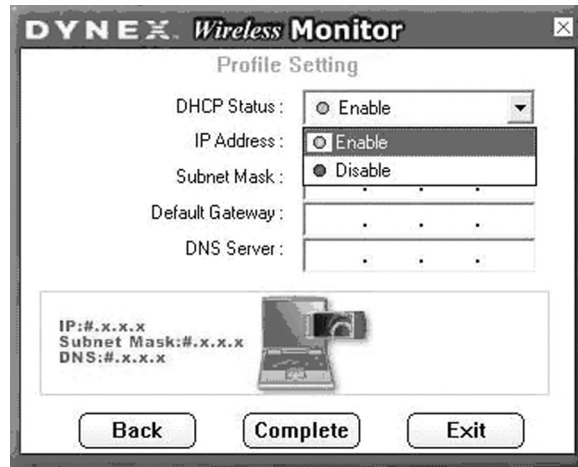 DYNEX Wireless Monitor
Profile Setting
DHCP Status : Enable
IP Address : Enable
Disable
Subnet Mask : . . .
Default Gateway : . . .
DNS Server : . . .
IP:#.x.x.x
Subnet Mask:#.x.x.x
DNS:#.x.x.x
Back Complete Exit